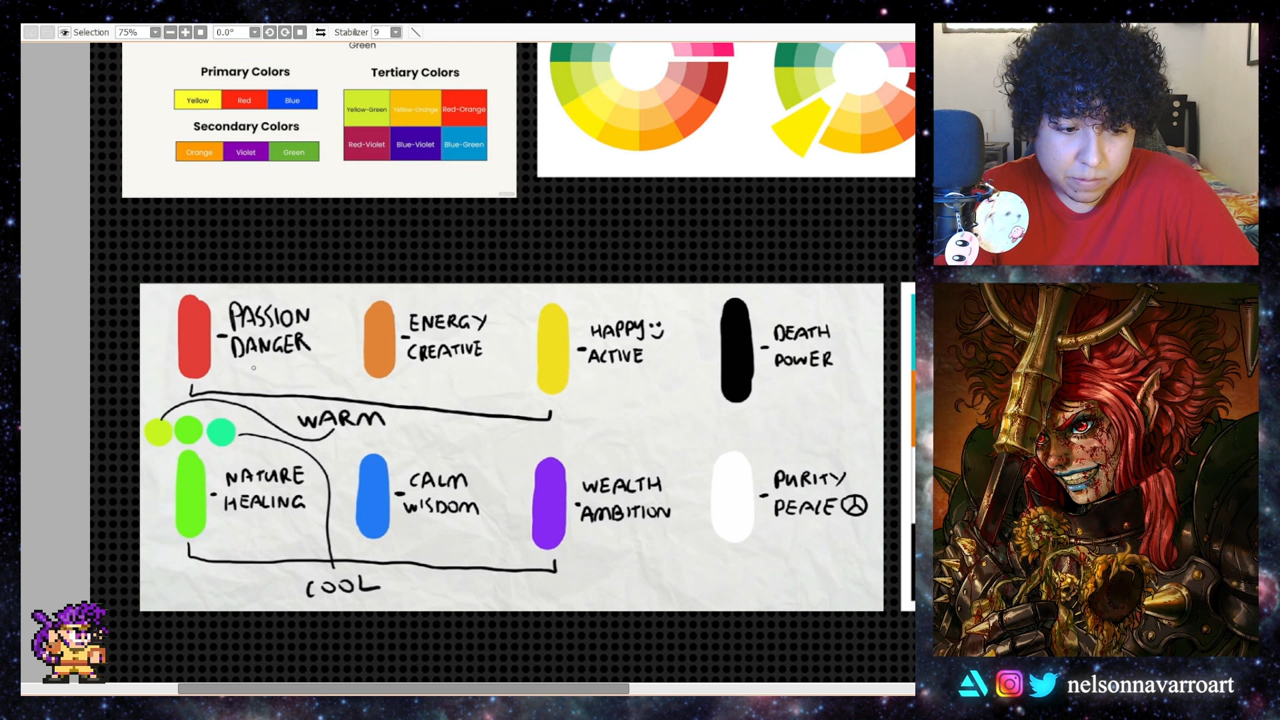 Selection 75% 0.0° Stabilizer 9
Green
Primary Colors
Yellow Red Blue
Secondary Colors
Orange Violet Green
Tertiary Colors
Yellow-Green Yellow-Orange Red-Orange
Red-Violet Blue-Violet Blue-Green
- PASSION
DANGER
- ENERGY
CREATIVE
- HAPPY :)
ACTIVE
- DEATH
POWER
WARM
- NATURE
HEALING
- CALM
WISDOM
- WEALTH
AMBITION
- PURITY
PEACE
COOL
nelsonnavarroart